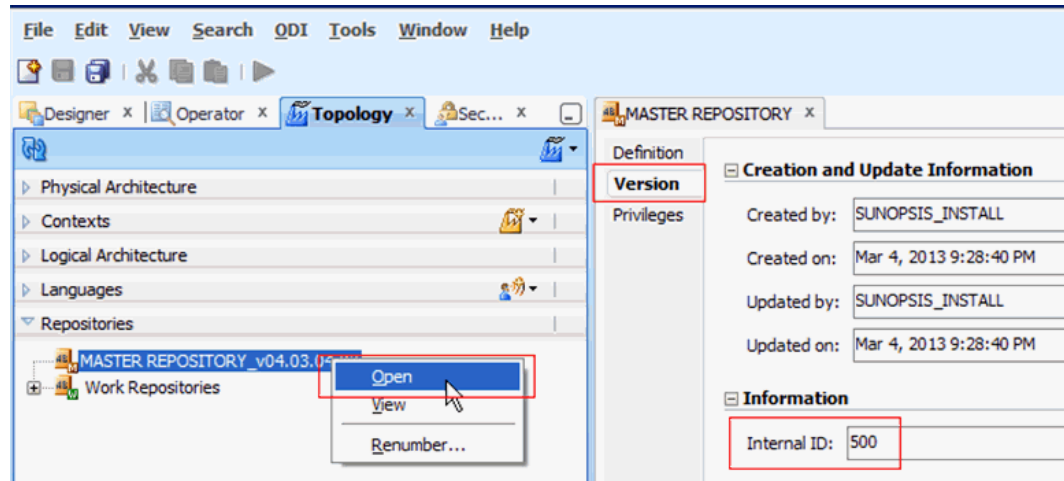 File Edit View Search ODI Tools Window Help
Designer x Operator x Topology x Sec... x
Physical Architecture
Contexts
Logical Architecture
Languages
Repositories
MASTER REPOSITORY_v04.03.04
Work Repositories
Open
View
Renumber...
MASTER REPOSITORY x
Definition
Version
Privileges
Creation and Update Information
Created by: SUNOPSIS_INSTALL
Created on: Mar 4, 2013 9:28:40 PM
Updated by: SUNOPSIS_INSTALL
Updated on: Mar 4, 2013 9:28:40 PM
Information
Internal ID: 500